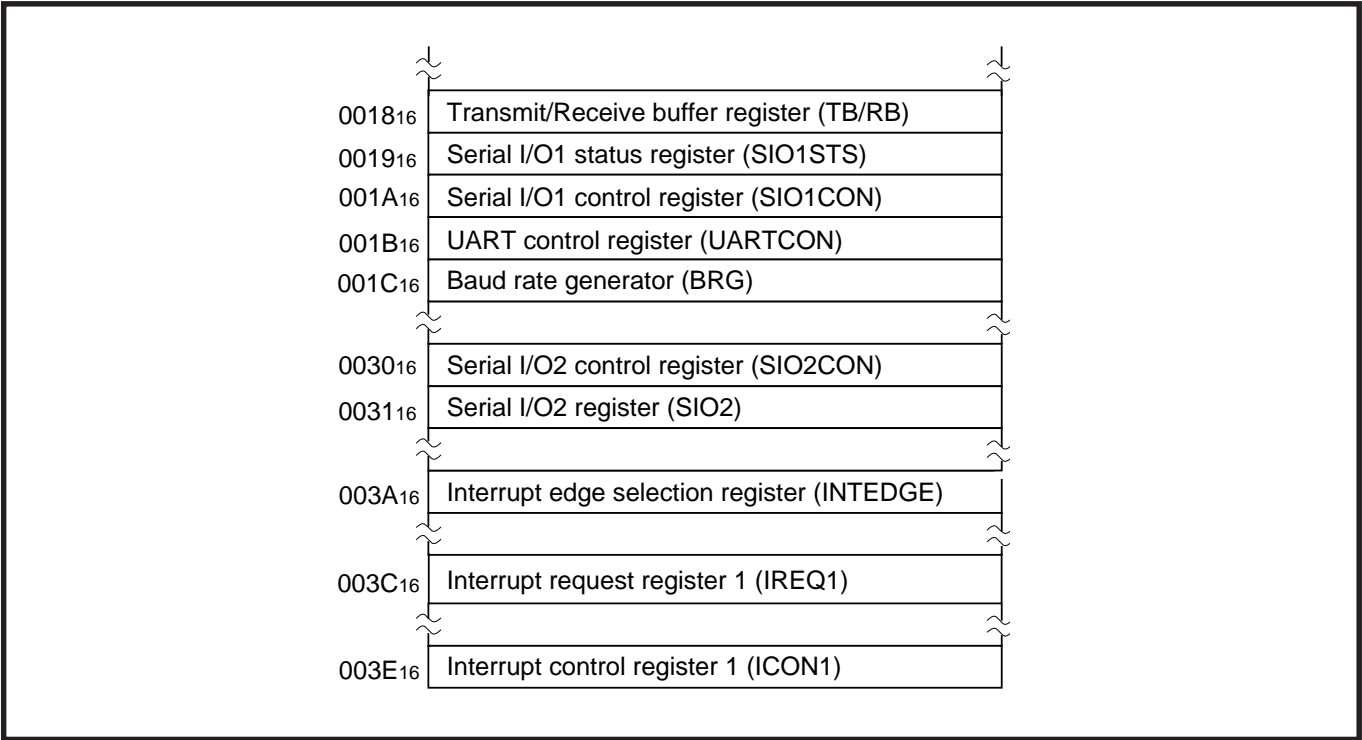 0018₁₆ Transmit/Receive buffer register (TB/RB)
0019₁₆ Serial I/O1 status register (SIO1STS)
001A₁₆ Serial I/O1 control register (SIO1CON)
001B₁₆ UART control register (UARTCON)
001C₁₆ Baud rate generator (BRG)
0030₁₆ Serial I/O2 control register (SIO2CON)
0031₁₆ Serial I/O2 register (SIO2)
003A₁₆ Interrupt edge selection register (INTEDGE)
003C₁₆ Interrupt request register 1 (IREQ1)
003E₁₆ Interrupt control register 1 (ICON1)